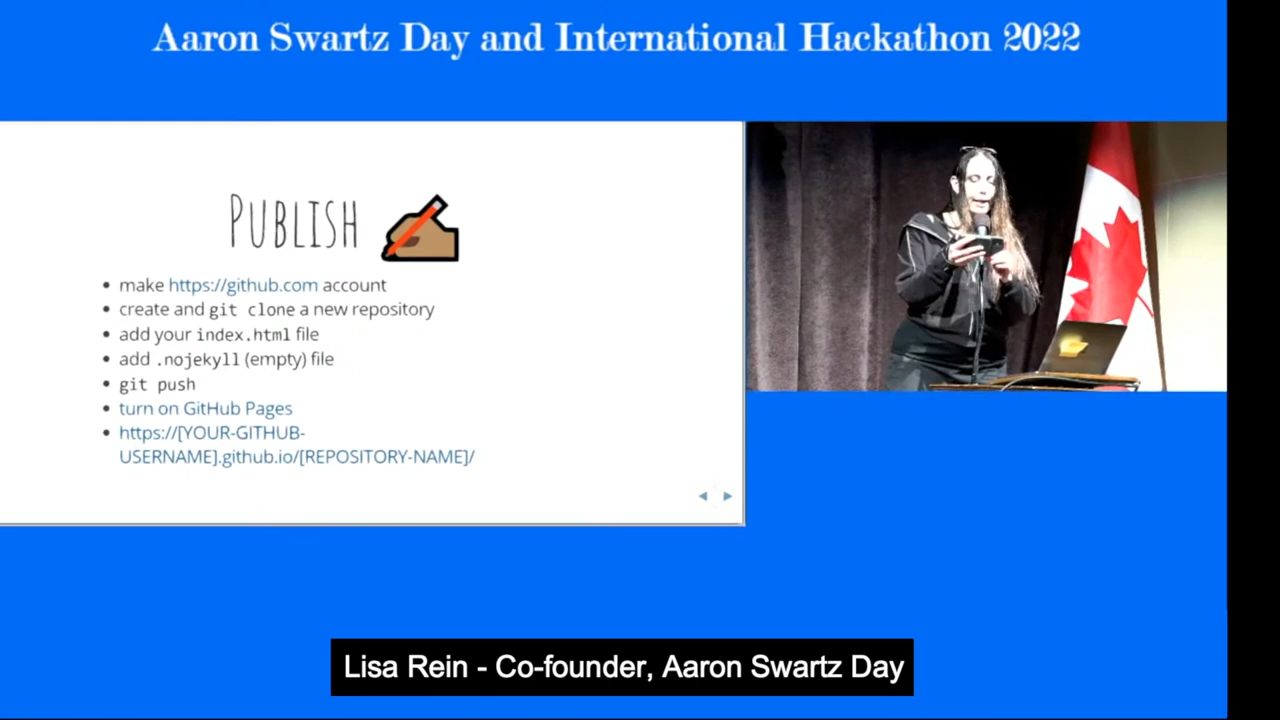 Aaron Swartz Day and International Hackathon 2022
PUBLISH
make https://github.com account
create and git clone a new repository
add your index.html file
add .nojekyll (empty) file
git push
turn on GitHub Pages
https://[YOUR-GITHUB-
USERNAME].github.io/[REPOSITORY-NAME]/
Lisa Rein - Co-founder, Aaron Swartz Day